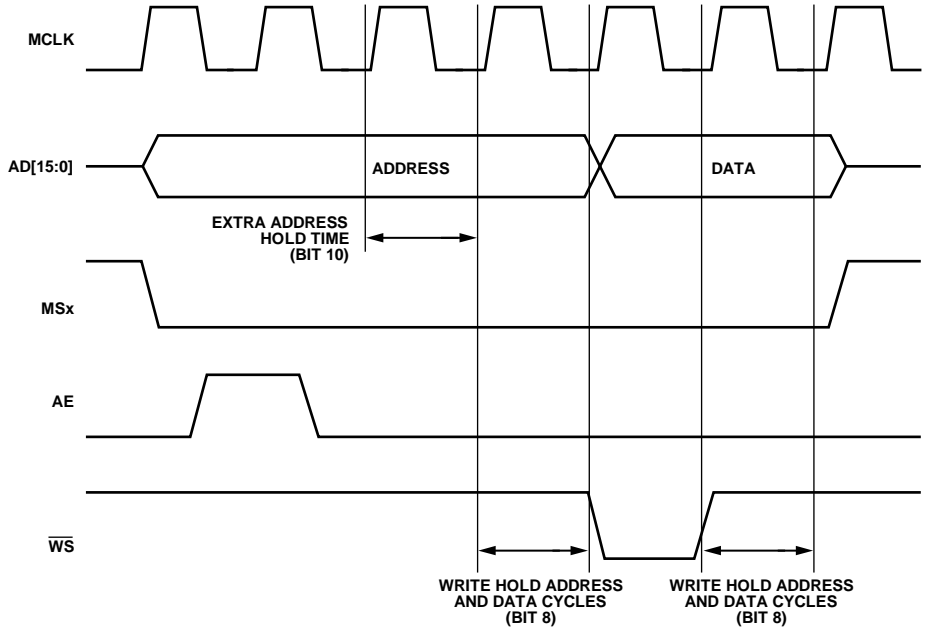 MCLK
AD[15:0]
ADDRESS
DATA
EXTRA ADDRESS
HOLD TIME
(BIT 10)
MSx
AE
WS
WRITE HOLD ADDRESS
AND DATA CYCLES
(BIT 8)
WRITE HOLD ADDRESS
AND DATA CYCLES
(BIT 8)